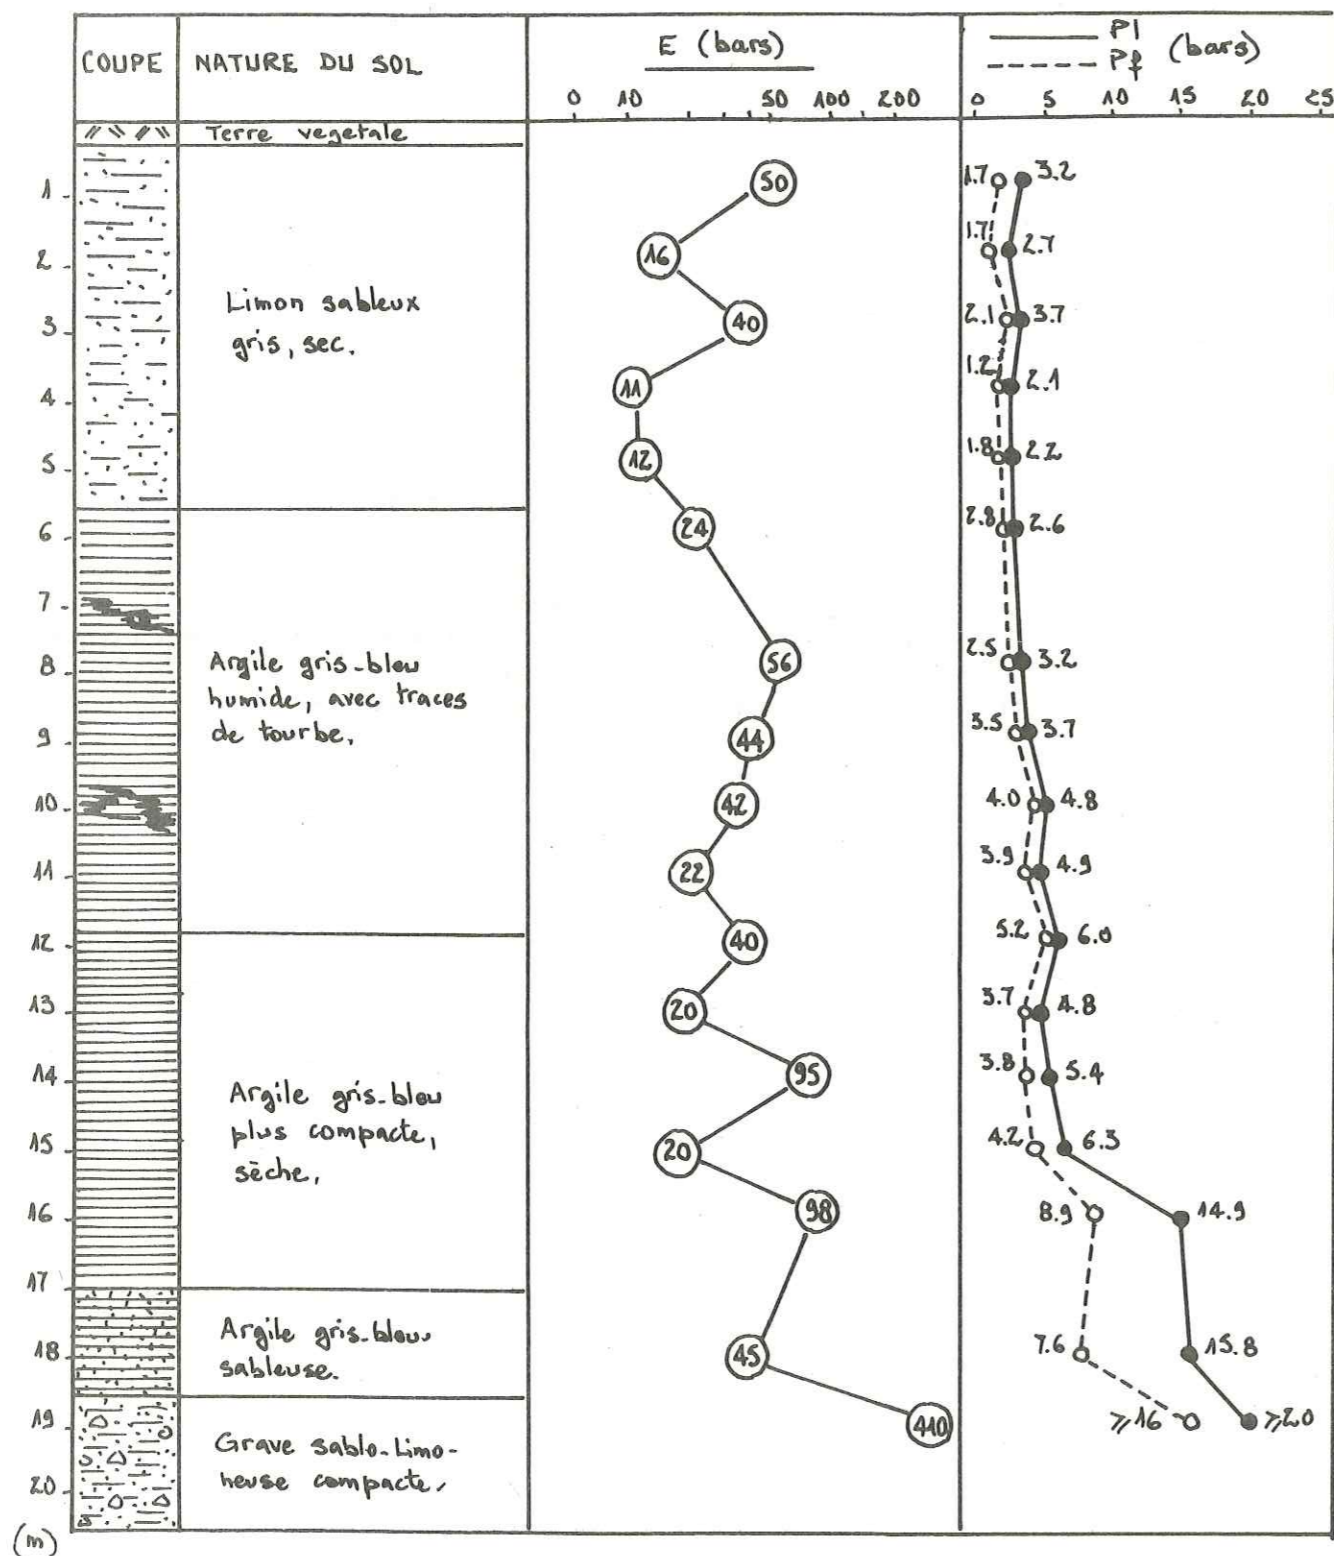 COUPE
NATURE DU SOL
E (bars)
0 10 50 100 200
Pl
Pf
(bars)
0 5 10 15 20 25
Terre vegetale
1
50
1.7 3.2
2
16
1.7 2.7
Limon sableux
gris, sec.
3
40
2.1 3.7
4
11
1.2 2.1
5
12
1.8 2.2
6
24
2.8 2.6
7
8
Argile gris-bleu
humide, avec traces
de tourbe.
56
2.5 3.2
9
44
3.5 3.7
10
42
4.0 4.8
11
22
3.9 4.9
12
40
5.2 6.0
13
20
3.7 4.8
14
95
3.8 5.4
Argile gris-bleu
plus compacte,
sèche.
15
20
4.2 6.3
16
98
8.9 14.9
17
18
Argile gris-bleu
sableuse.
45
7.6 15.8
19
410
⩾16 ⩾20
Grave sablo-limo-
neuse compacte.
20
(m)